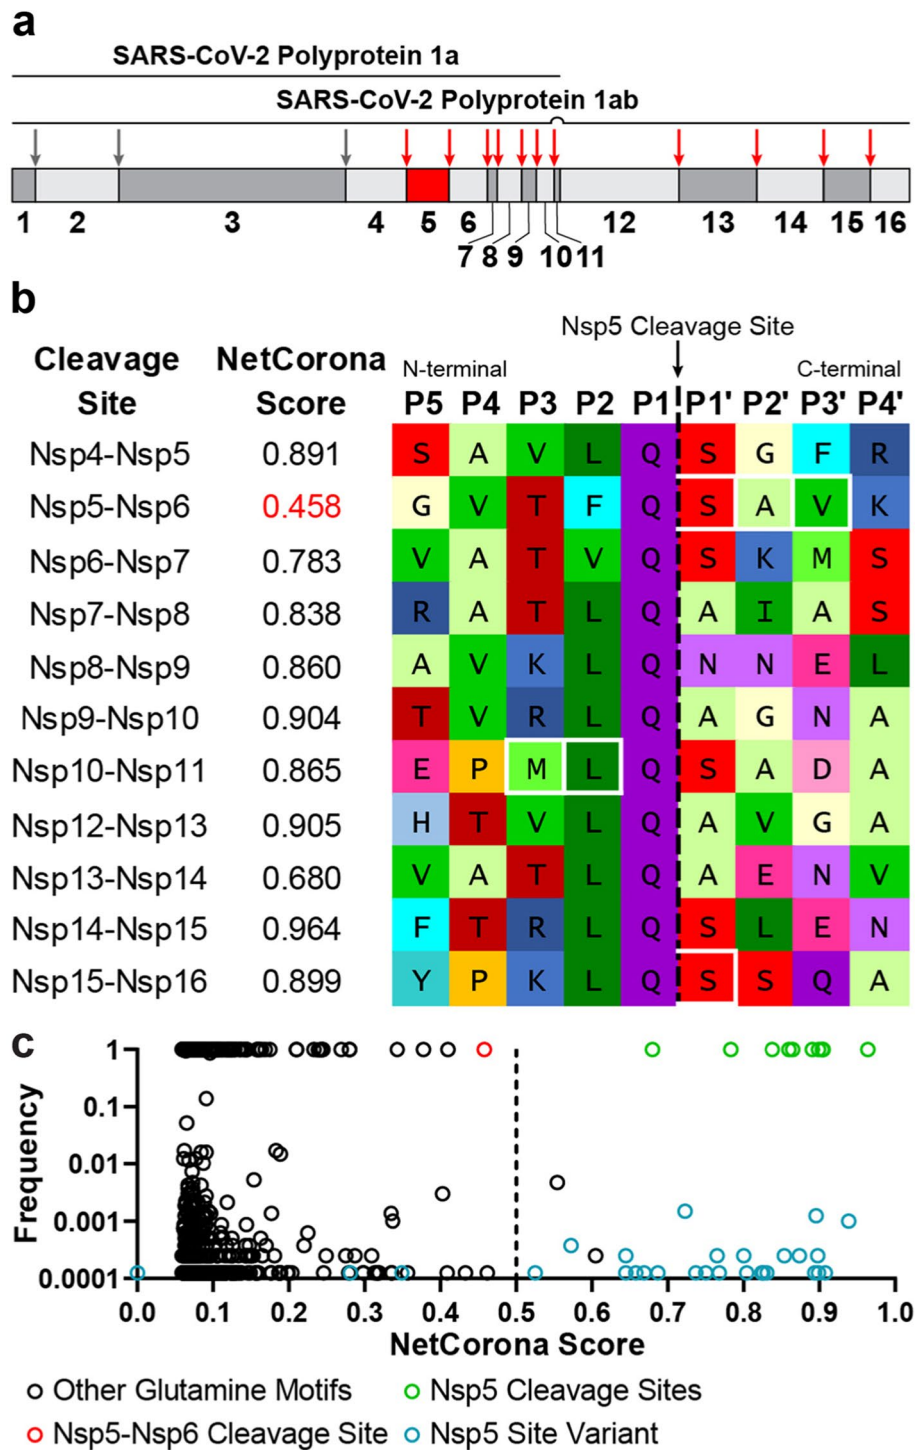 a
SARS-CoV-2 Polyprotein 1a
SARS-CoV-2 Polyprotein 1ab
1 2 3 4 5 6 12 13 14 15 16
7 8 9 10 11
b
Nsp5 Cleavage Site
Cleavage Site NetCorona Score N-terminal C-terminal
P5 P4 P3 P2 P1 P1' P2' P3' P4'
Nsp4-Nsp5 0.891 S A V L Q S G F R
Nsp5-Nsp6 0.458 G V T F Q S A V K
Nsp6-Nsp7 0.783 V A T V Q S K M S
Nsp7-Nsp8 0.838 R A T L Q A I A S
Nsp8-Nsp9 0.860 A V K L Q N N E L
Nsp9-Nsp10 0.904 T V R L Q A G N A
Nsp10-Nsp11 0.865 E P M L Q S A D A
Nsp12-Nsp13 0.905 H T V L Q A V G A
Nsp13-Nsp14 0.680 V A T L Q A E N V
Nsp14-Nsp15 0.964 F T R L Q S L E N
Nsp15-Nsp16 0.899 Y P K L Q S S Q A
c
Frequency
1
0.1
0.01
0.001
0.0001
0.0 0.1 0.2 0.3 0.4 0.5 0.6 0.7 0.8 0.9 1.0
NetCorona Score
Other Glutamine Motifs Nsp5 Cleavage Sites
Nsp5-Nsp6 Cleavage Site Nsp5 Site Variant